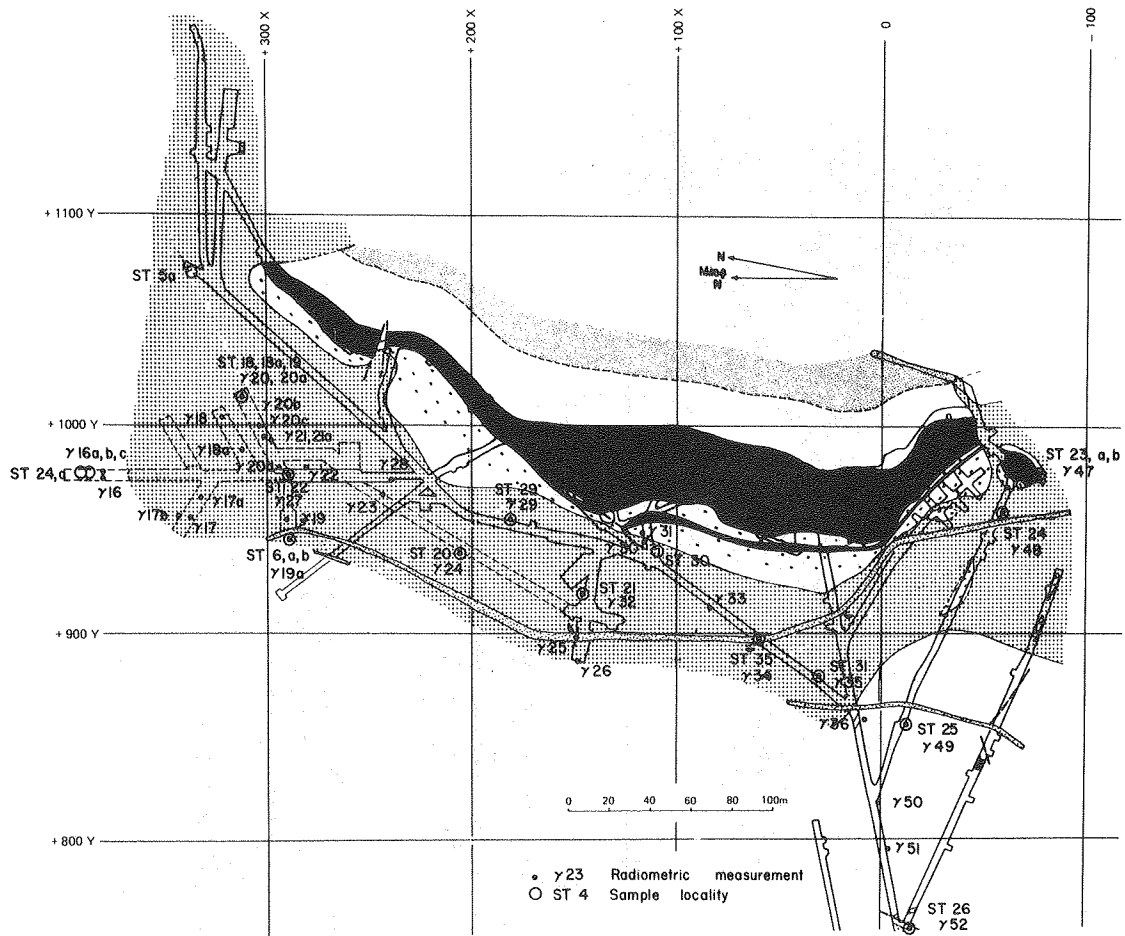 + 300 X
+ 200 X
+ 100 X
0
- 100
+ 1100 Y
N
Mine
N
ST 5a
ST 18, 18a, 19
γ 20, 20a
γ 20b
γ 18
γ 20c
+ 1000 Y
γ 21, 21a
γ 16a, b, c
γ 18a
γ 28
ST 23, a, b
ST 24, a
γ 20d
γ 22
γ 47
γ 16
ST 22
ST 29
γ 17a
γ 27
γ 23
γ 29
γ 17b
γ 17
γ 19
γ 31
ST 24
γ 30
ST 6, a, b
ST 20
ST 30
γ 48
γ 19a
γ 24
ST 21
γ 32
γ 33
+ 900 Y
γ 25
ST 35
ST 31
γ 26
γ 34
γ 35
γ 36
ST 25
γ 49
0 20 40 60 80 100m
γ 50
+ 800 Y
γ 51
γ 23 Radiometric measurement
ST 4 Sample locality
ST 26
γ 52